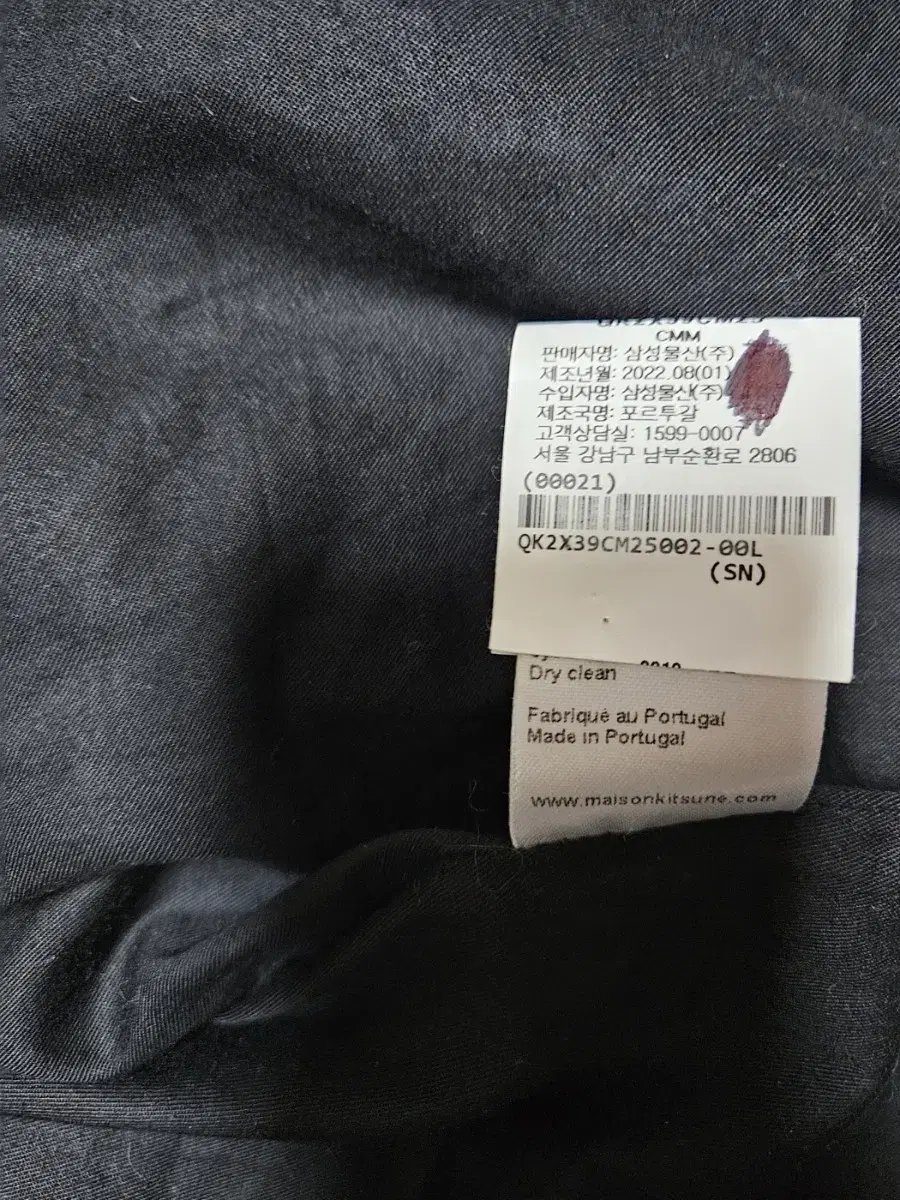 QK2X39CM25
CMM
판매자명: 삼성물산(주)
제조년월: 2022.08(01)
수입자명: 삼성물산(주)
제조국명: 포르투갈
고객상담실: 1599-0007
서울 강남구 남부순환로 2806
(00021)
QK2X39CM25002-00L
(SN)
Dry clean
Fabriqué au Portugal
Made in Portugal
www.maisonkitsune.com